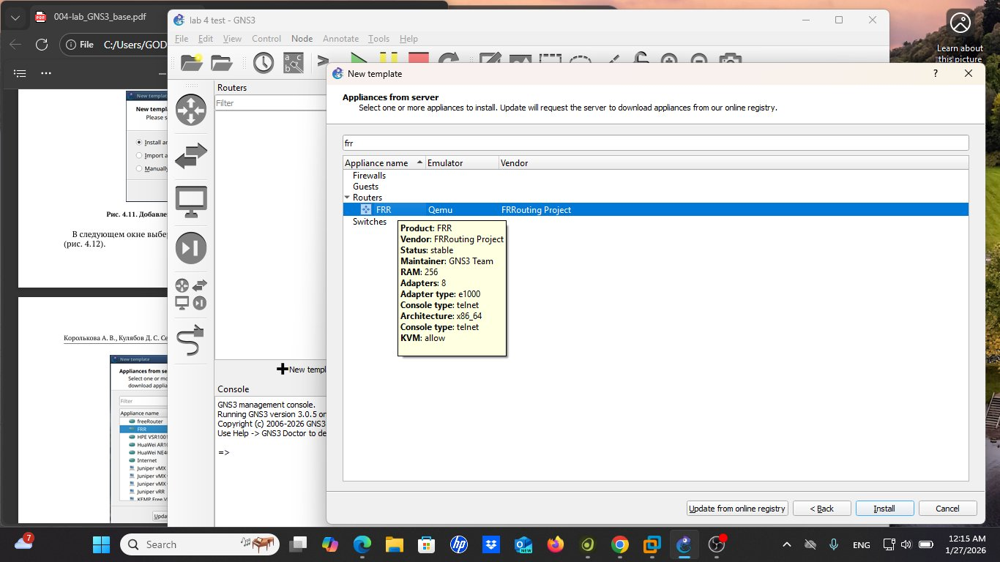 004-lab_GNS3_base.pdf
File C:/Users/GOD
New templ
New templ
Please s
Install an
Import a
Manually
Рис. 4.11. Добавле
В следующем окне выбер
(рис. 4.12).
Королькова А. В., Кулябов Д. С. Се
New template
Appliances from se
Select one or mo
download applia
Filter
Appliance name
freeRouter
FRR
HPE VSR1001
HuaWei AR10
HuaWei NE40
Internet
Juniper vMX
Juniper vMX
Juniper vMX
Juniper vRR
KEMP Free V
Upda
lab 4 test - GNS3
File Edit View Control Node Annotate Tools Help
Routers
Filter
New templ
Console
GNS3 management console.
Running GNS3 version 3.0.5 on
Copyright (c) 2006-2026 GNS3
Use Help -> GNS3 Doctor to de
=>
New template
?
Appliances from server
Select one or more appliances to install. Update will request the server to download appliances from our online registry.
frr
Appliance name Emulator Vendor
Firewalls
Guests
Routers
FRR Qemu FRRouting Project
Switches
Product: FRR
Vendor: FRRouting Project
Status: stable
Maintainer: GNS3 Team
RAM: 256
Adapters: 8
Adapter type: e1000
Console type: telnet
Architecture: x86_64
Console type: telnet
KVM: allow
Update from online registry < Back Install Cancel
Learn about
this picture
7
Search
NEW
ENG
12:15 AM
1/27/2026